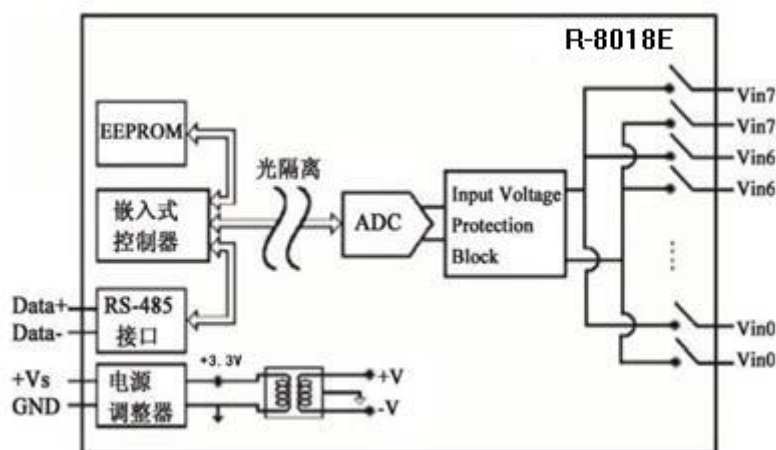 R-8018E
EEPROM
嵌入式
控制器
光隔离
ADC
Input Voltage
Protection
Block
Vin7
Vin7
Vin6
Vin6
Vin0
Vin0
Data+
Data-
RS-485
接口
+Vs
GND
电源
调整器
+3.3V
+V
-V